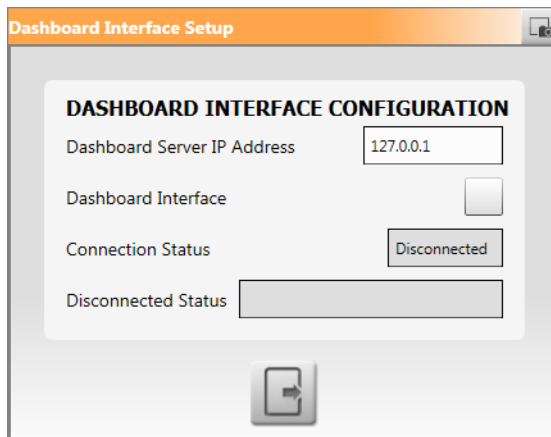 Dashboard Interface Setup
DASHBOARD INTERFACE CONFIGURATION
Dashboard Server IP Address 127.0.0.1
Dashboard Interface
Connection Status Disconnected
Disconnected Status